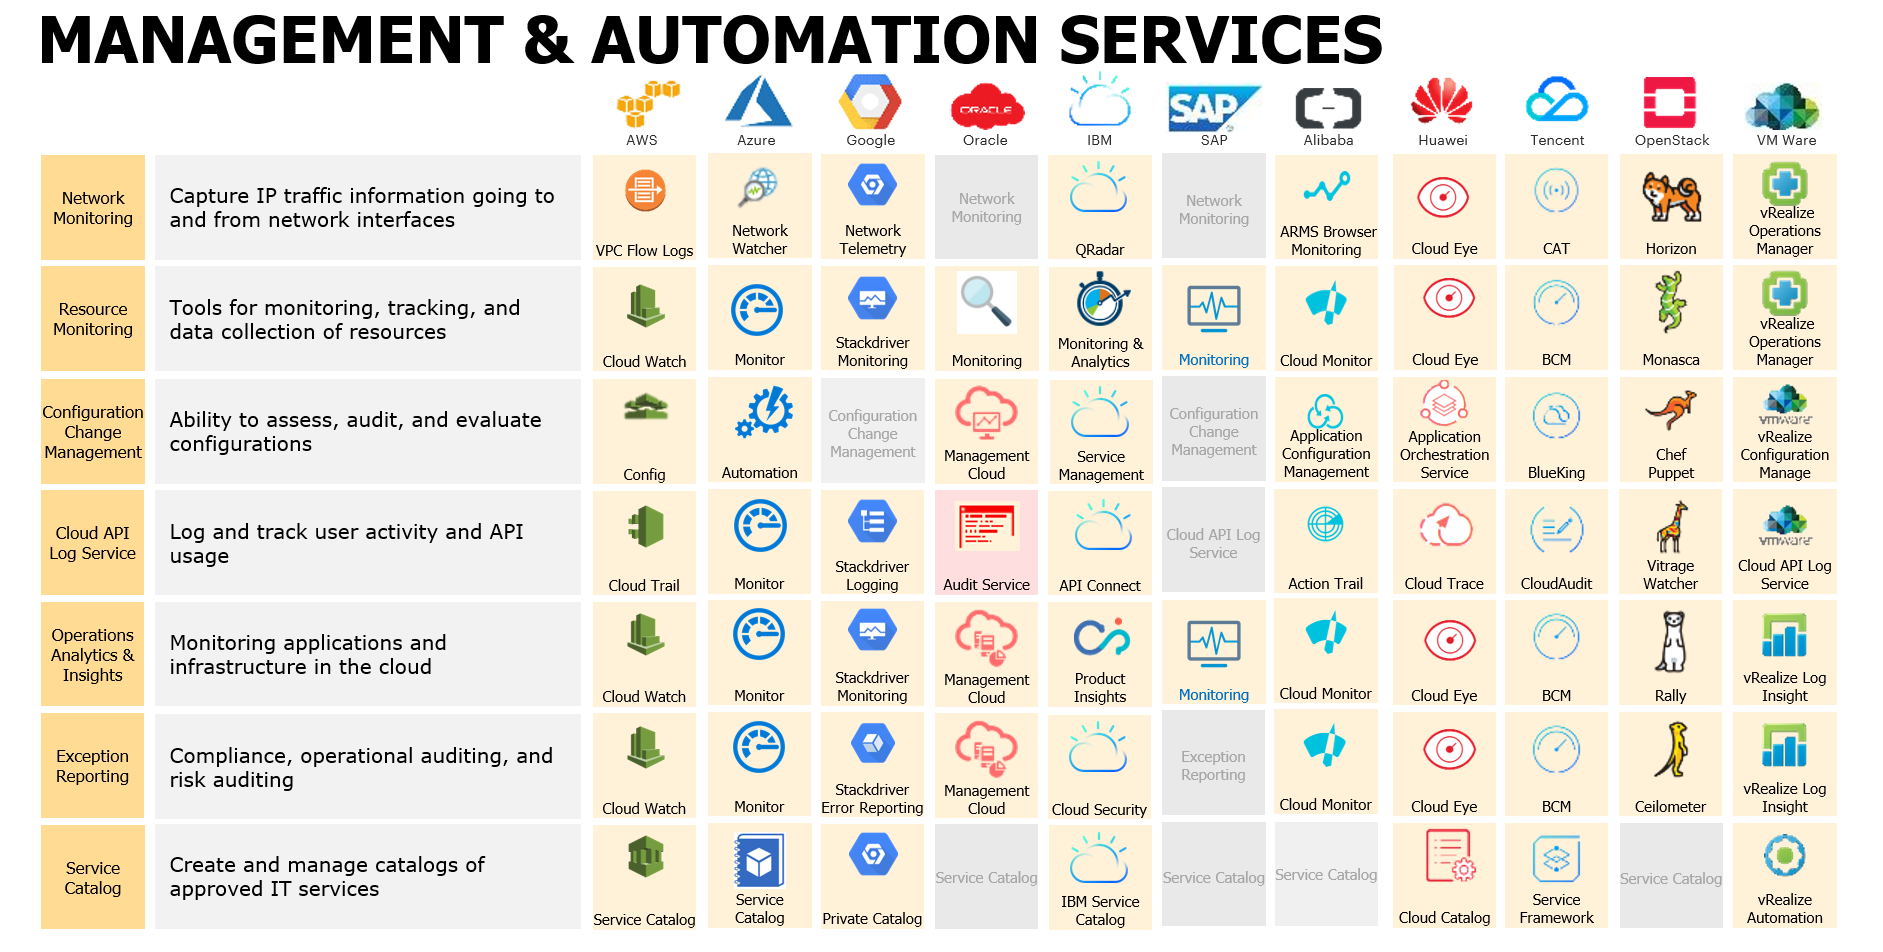 MANAGEMENT & AUTOMATION SERVICES
ORACLE
SAP
AWS
Azure
Google
Oracle
IBM
SAP
Alibaba
Huawei
Tencent
OpenStack
VM Ware
Network
Monitoring
Capture IP traffic information going to
and from network interfaces
VPC Flow Logs
Network
Watcher
Network
Telemetry
Network
Monitoring
QRadar
Network
Monitoring
ARMS Browser
Monitoring
Cloud Eye
CAT
Horizon
vRealize
Operations
Manager
Resource
Monitoring
Tools for monitoring, tracking, and
data collection of resources
Cloud Watch
Monitor
Stackdriver
Monitoring
Monitoring
Monitoring &
Analytics
Monitoring
Cloud Monitor
Cloud Eye
BCM
Monasca
vRealize
Operations
Manager
Configuration
Change
Management
Ability to assess, audit, and evaluate
configurations
Config
Automation
Configuration
Change
Management
Management
Cloud
Service
Management
Configuration
Change
Management
Application
Configuration
Management
Application
Orchestration
Service
BlueKing
Chef
Puppet
vmware
vRealize
Configuration
Manage
Cloud API
Log Service
Log and track user activity and API
usage
Cloud Trail
Monitor
Stackdriver
Logging
Audit Service
API Connect
Cloud API Log
Service
Action Trail
Cloud Trace
CloudAudit
Vitrage
Watcher
vmware
Cloud API Log
Service
Operations
Analytics &
Insights
Monitoring applications and
infrastructure in the cloud
Cloud Watch
Monitor
Stackdriver
Monitoring
Management
Cloud
Product
Insights
Monitoring
Cloud Monitor
Cloud Eye
BCM
Rally
vRealize Log
Insight
Exception
Reporting
Compliance, operational auditing, and
risk auditing
Cloud Watch
Monitor
Stackdriver
Error Reporting
Management
Cloud
Cloud Security
Exception
Reporting
Cloud Monitor
Cloud Eye
BCM
Ceilometer
vRealize Log
Insight
Service
Catalog
Create and manage catalogs of
approved IT services
Service Catalog
Service
Catalog
Private Catalog
Service Catalog
IBM Service
Catalog
Service Catalog
Service Catalog
Cloud Catalog
Service
Framework
Service Catalog
vRealize
Automation